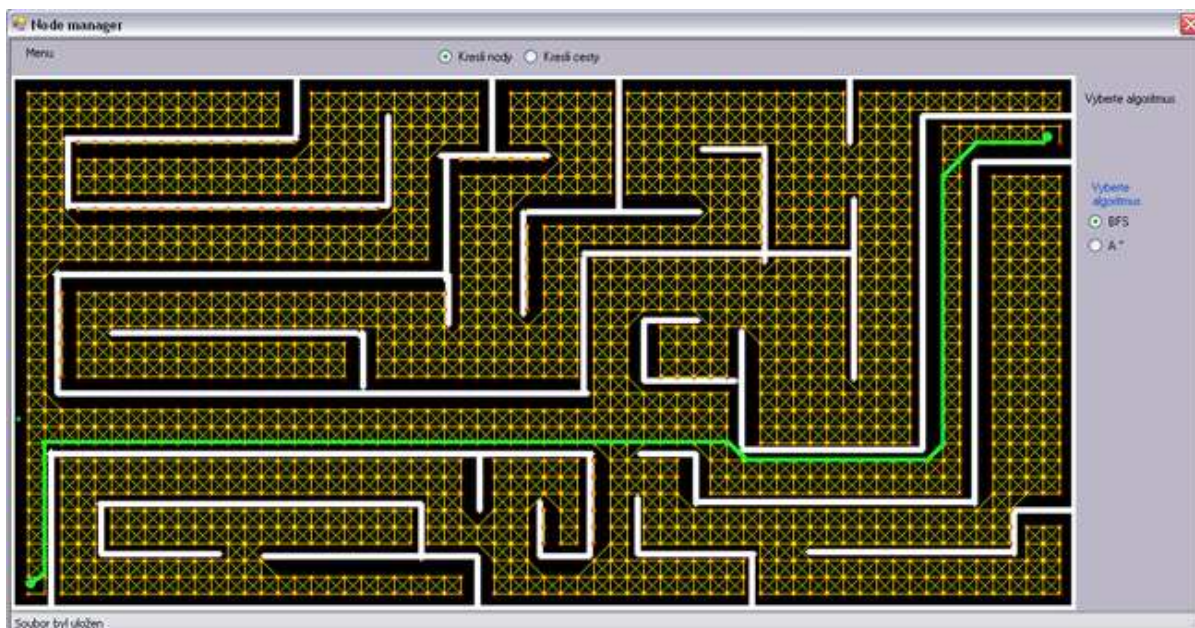 Node manager
Menu
Kresli nody
Kresli cesty
Vyberte algoritmus
Vyberte
algoritmus
BFS
A *
Soubor byl uložen